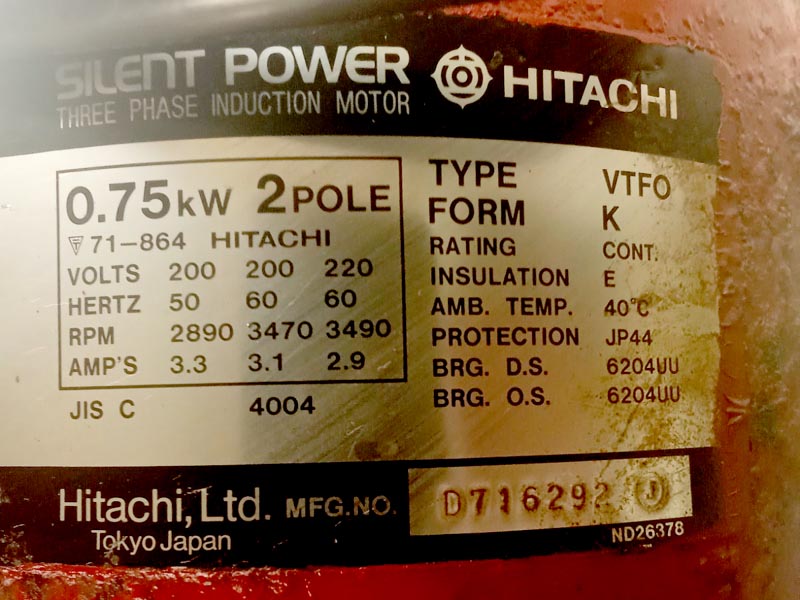 SILENT POWER HITACHI
THREE PHASE INDUCTION MOTOR
0.75kW 2POLE
71-864 HITACHI
VOLTS 200 200 220
HERTZ 50 60 60
RPM 2890 3470 3490
AMP'S 3.3 3.1 2.9
JIS C 4004
TYPE VTFO
FORM K
RATING CONT.
INSULATION E
AMB. TEMP. 40°C
PROTECTION JP44
BRG. D.S. 6204UU
BRG. O.S. 6204UU
Hitachi, Ltd. MFG.NO. D716292 J
Tokyo Japan
ND26378